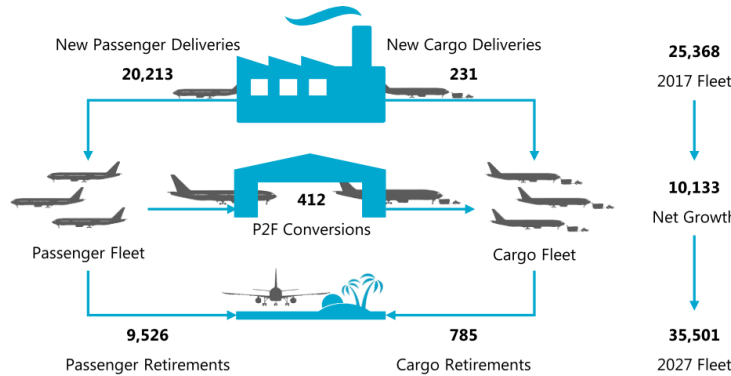 New Passenger Deliveries
20,213
New Cargo Deliveries
231
25,368
2017 Fleet
412
P2F Conversions
Passenger Fleet
Cargo Fleet
10,133
Net Growth
9,526
Passenger Retirements
785
Cargo Retirements
35,501
2027 Fleet